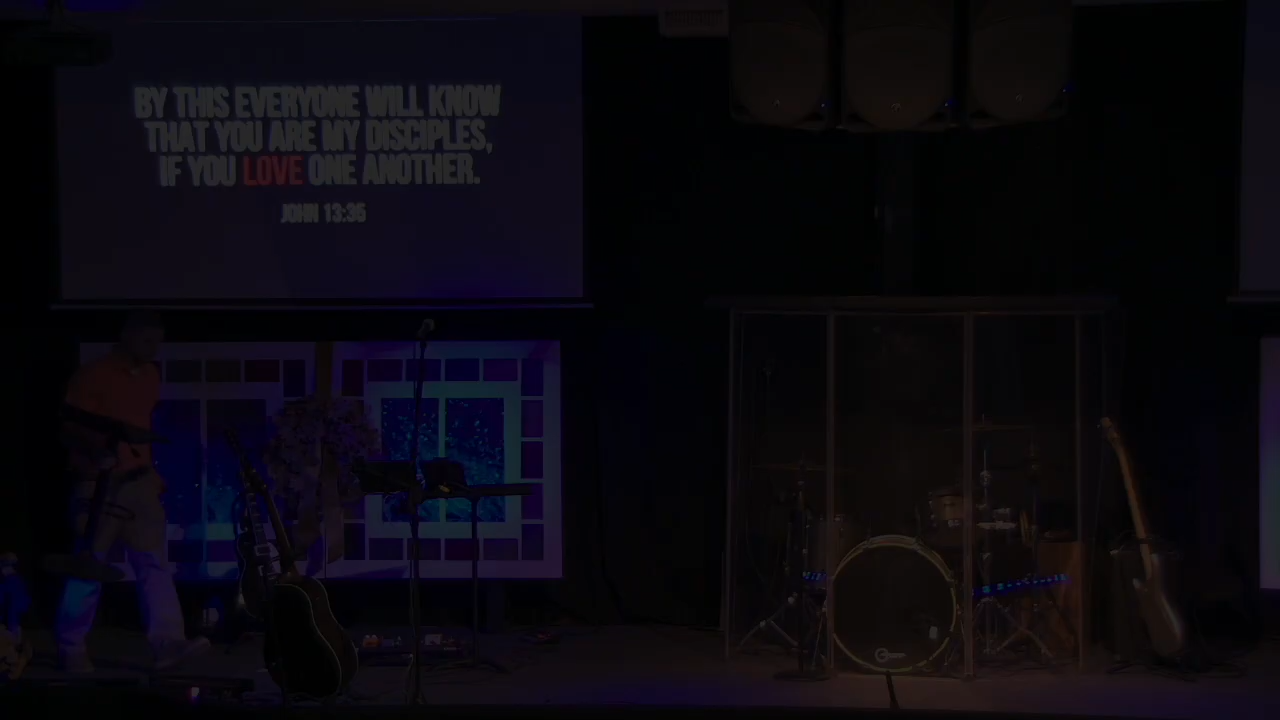 BY THIS EVERYONE WILL KNOW
THAT YOU ARE MY DISCIPLES,
IF YOU LOVE ONE ANOTHER.
JOHN 13:35